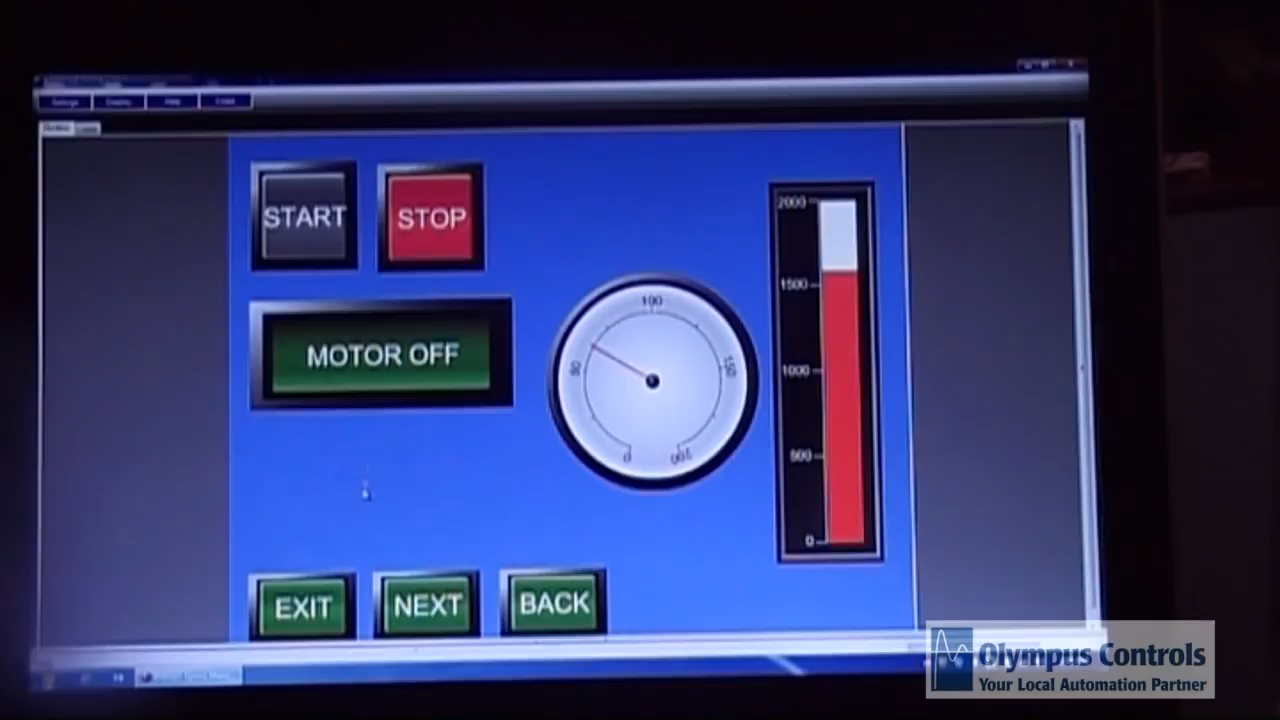 Help
START
STOP
MOTOR OFF
100
50
150
0
200
2000
1500
1000
500
0
EXIT
NEXT
BACK
Olympus Controls
Your Local Automation Partner